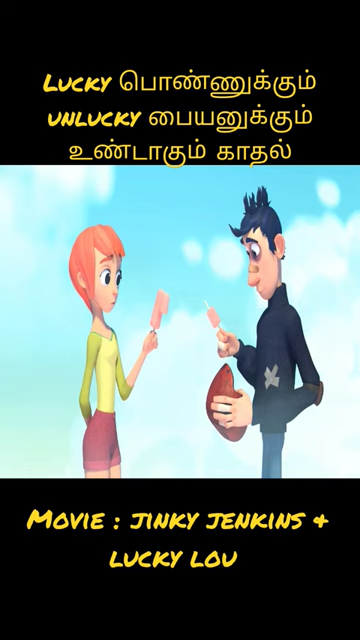 Lucky பொண்ணுக்கும்
unlucky பையனுக்கும்
உண்டாகும் காதல்
Movie : jinky jenkins &
lucky lou